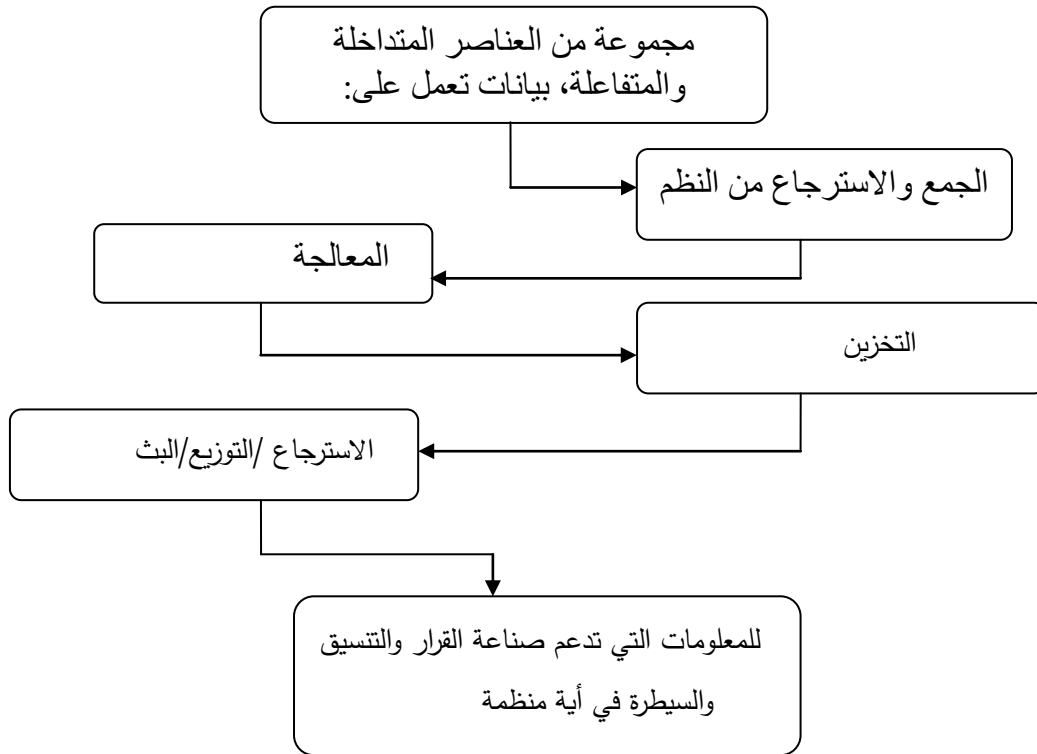 مجموعة من العناصر المتداخلة
والمتفاعلة، بيانات تعمل على:
الجمع والاسترجاع من النظم
المعالجة
التخزين
الاسترجاع /التوزيع/البث
للمعلومات التي تدعم صناعة القرار والتنسيق
والسيطرة في أية منظمة